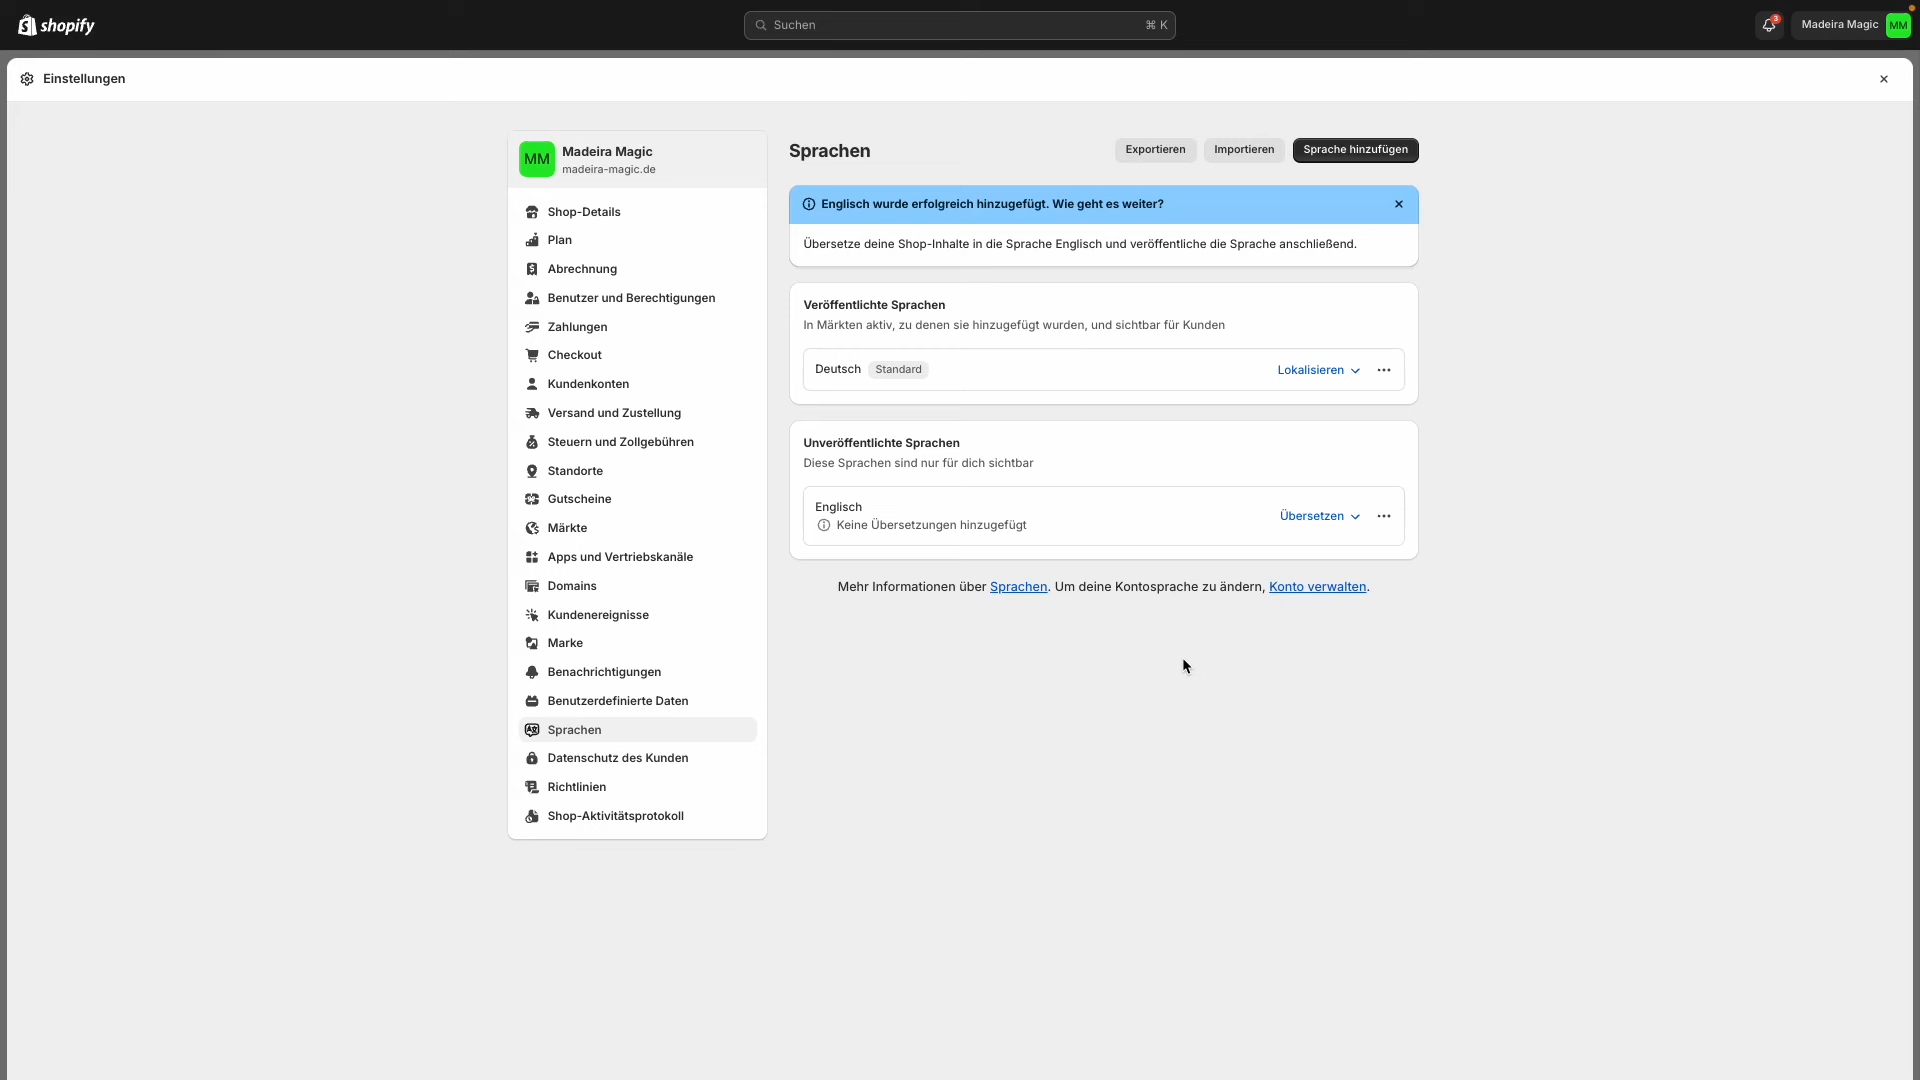 shopify
Suchen
⌘ K
3
Madeira Magic
MM
Einstellungen
MM
Madeira Magic
madeira-magic.de
Shop-Details
Plan
Abrechnung
Benutzer und Berechtigungen
Zahlungen
Checkout
Kundenkonten
Versand und Zustellung
Steuern und Zollgebühren
Standorte
Gutscheine
Märkte
Apps und Vertriebskanäle
Domains
Kundenereignisse
Marke
Benachrichtigungen
Benutzerdefinierte Daten
Sprachen
Datenschutz des Kunden
Richtlinien
Shop-Aktivitätsprotokoll
Sprachen
Exportieren
Importieren
Sprache hinzufügen
Englisch wurde erfolgreich hinzugefügt. Wie geht es weiter?
Übersetze deine Shop-Inhalte in die Sprache Englisch und veröffentliche die Sprache anschließend.
Veröffentlichte Sprachen
In Märkten aktiv, zu denen sie hinzugefügt wurden, und sichtbar für Kunden
Deutsch Standard
Lokalisieren
Unveröffentlichte Sprachen
Diese Sprachen sind nur für dich sichtbar
Englisch
Keine Übersetzungen hinzugefügt
Übersetzen
Mehr Informationen über Sprachen. Um deine Kontosprache zu ändern, Konto verwalten.